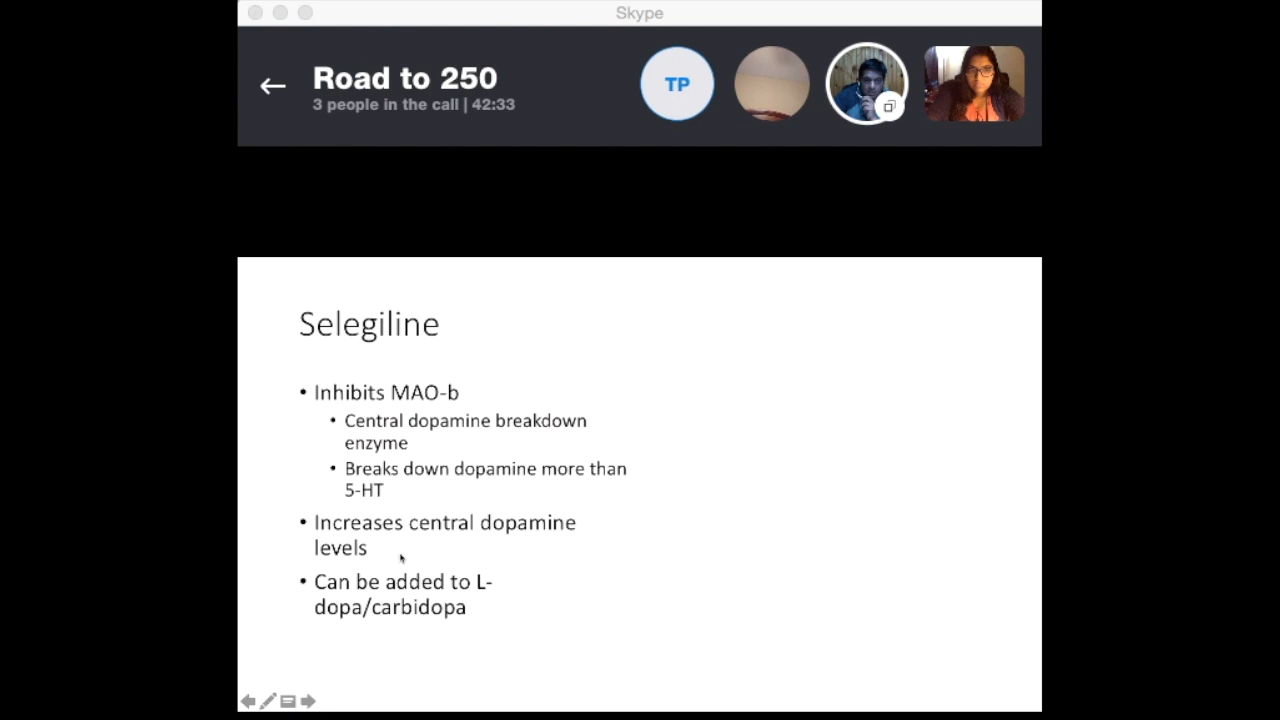 Skype
Road to 250
3 people in the call | 42:33
TP
Selegiline
• Inhibits MAO-b
• Central dopamine breakdown
enzyme
• Breaks down dopamine more than
5-HT
• Increases central dopamine
levels
• Can be added to L-
dopa/carbidopa